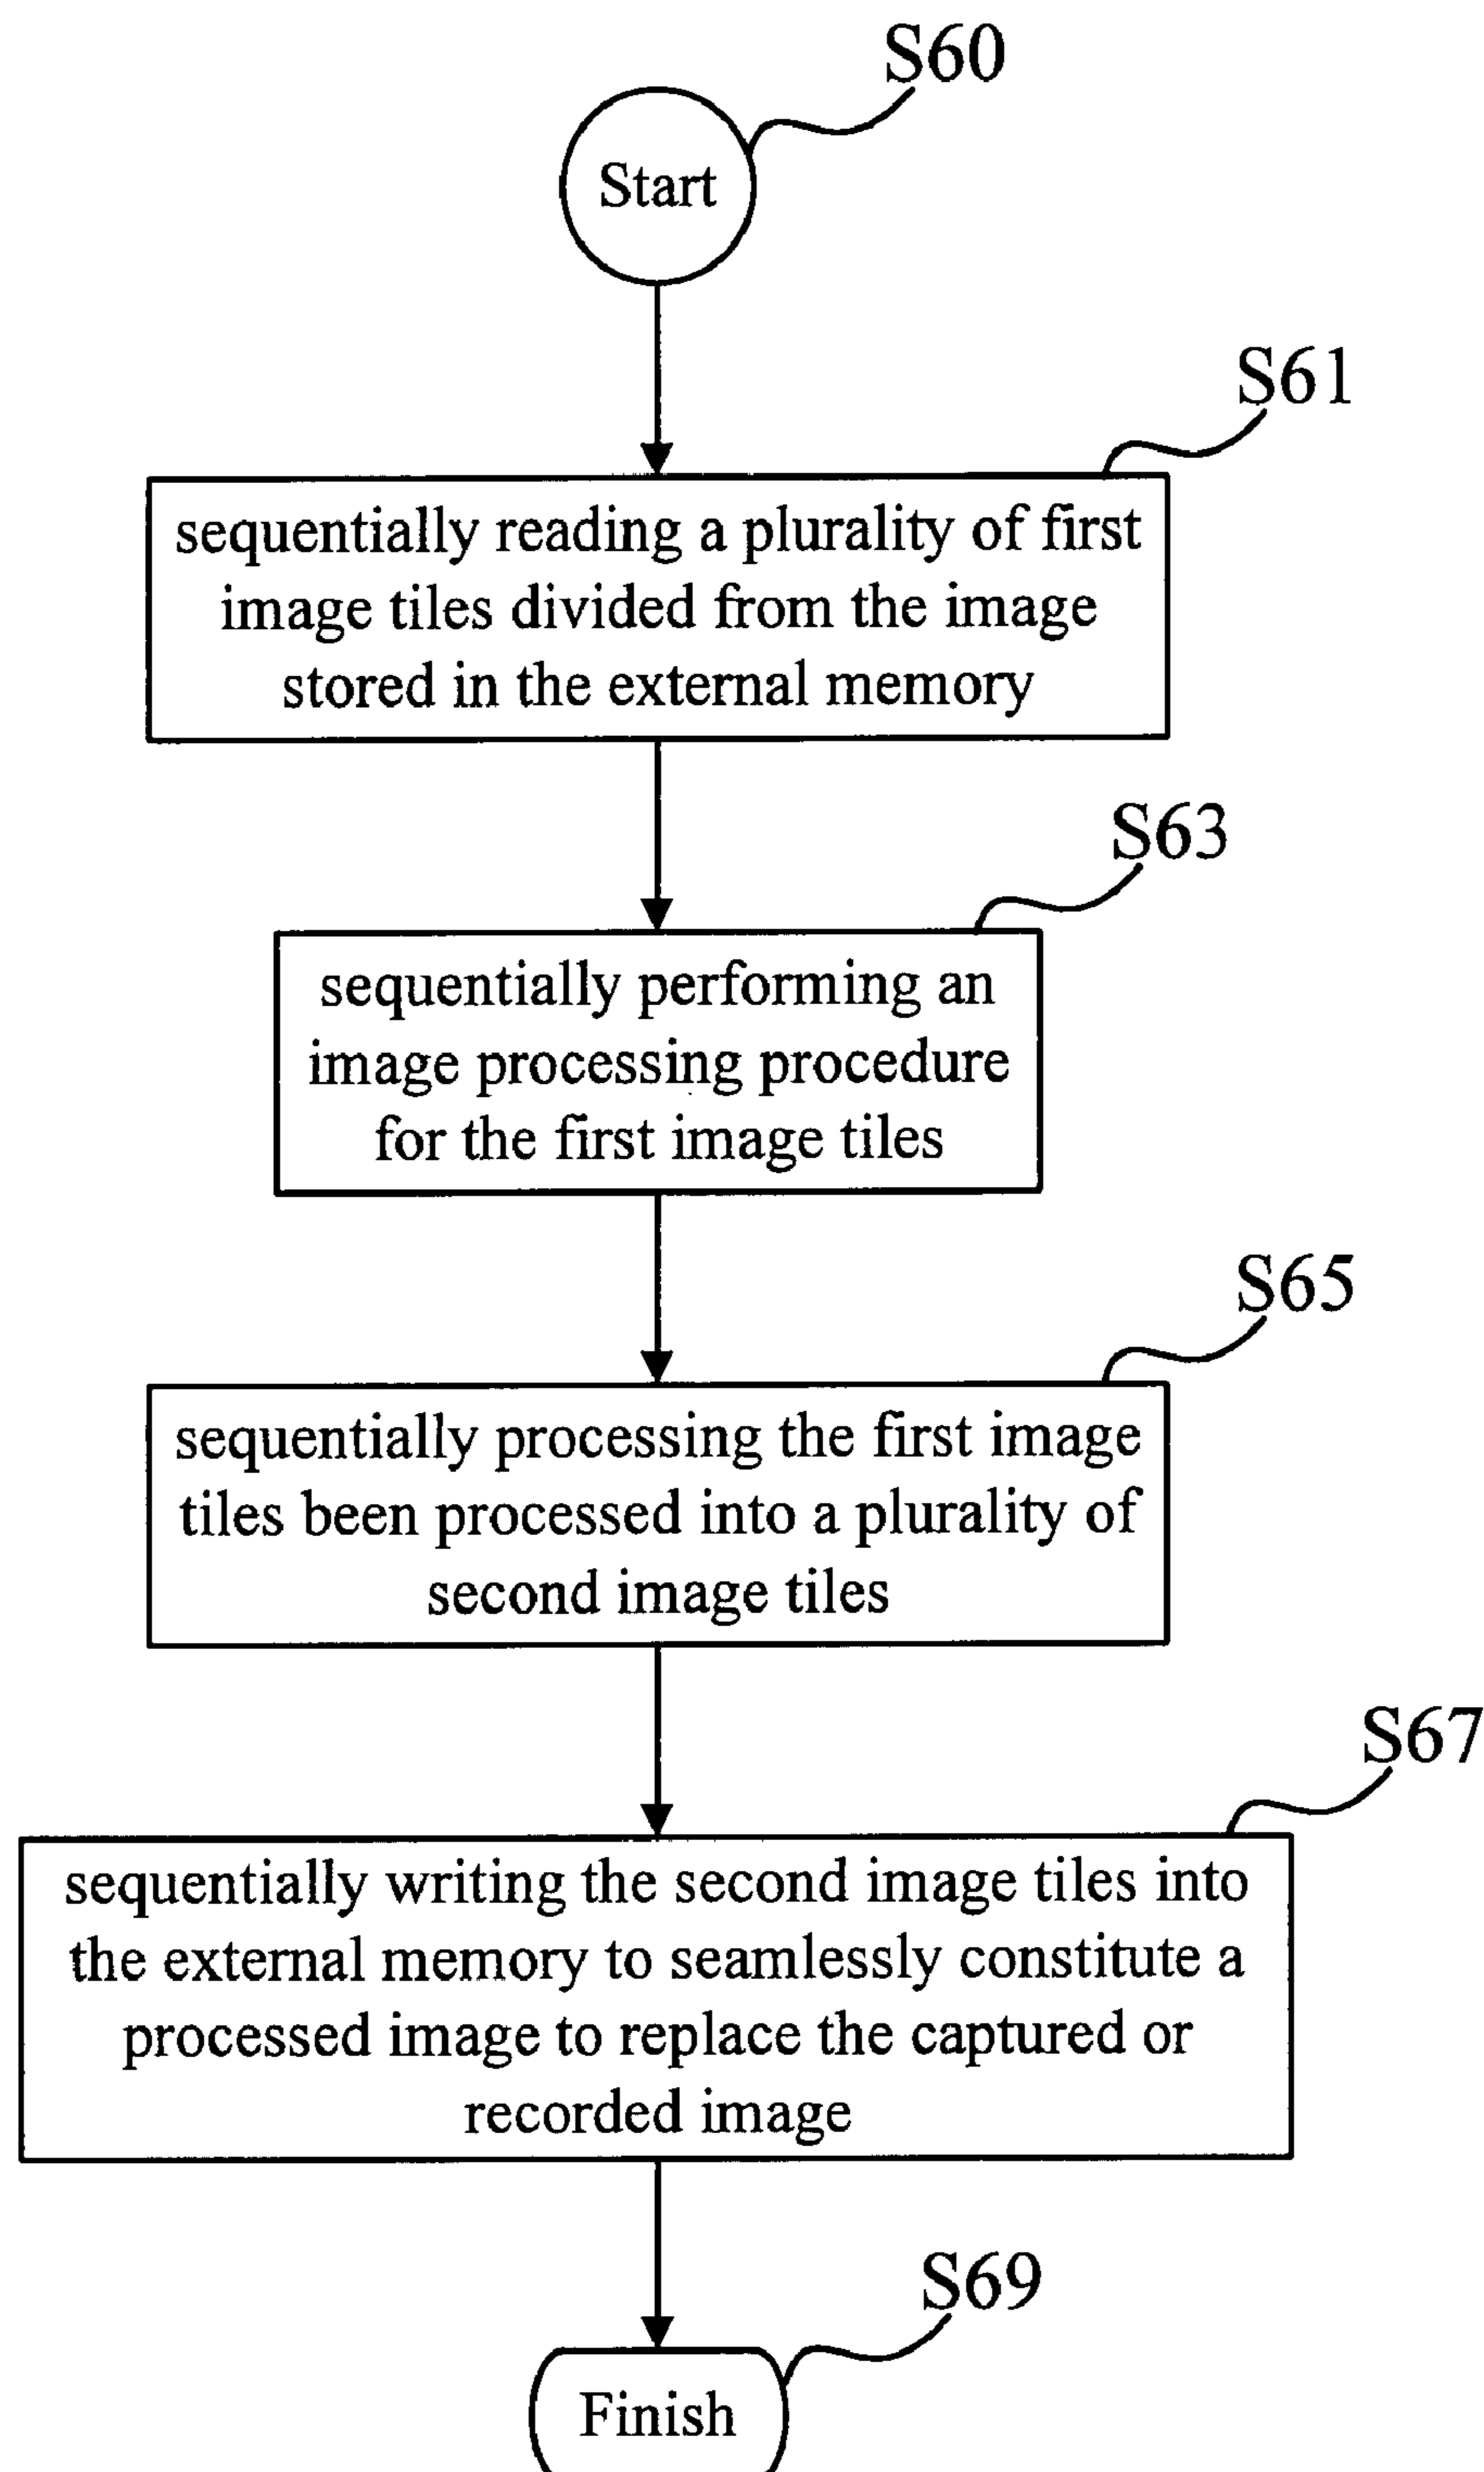 S60
Start
S61
sequentially reading a plurality of first
image tiles divided from the image
stored in the external memory
S63
sequentially performing an
image processing procedure
for the first image tiles
S65
sequentially processing the first image
tiles been processed into a plurality of
second image tiles
S67
sequentially writing the second image tiles into
the external memory to seamlessly constitute a
processed image to replace the captured or
recorded image
S69
Finish